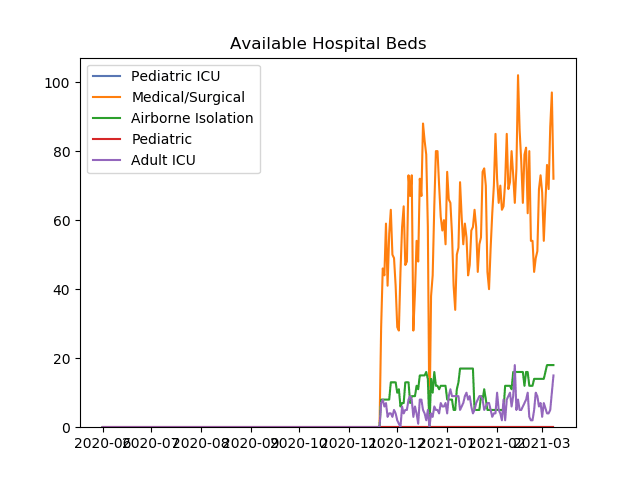 Available Hospital Beds
Pediatric ICU
Medical/Surgical
Airborne Isolation
Pediatric
Adult ICU
100
80
60
40
20
0
2020-06 2020-07 2020-08 2020-09 2020-10 2020-11 2020-12 2021-01 2021-02 2021-03